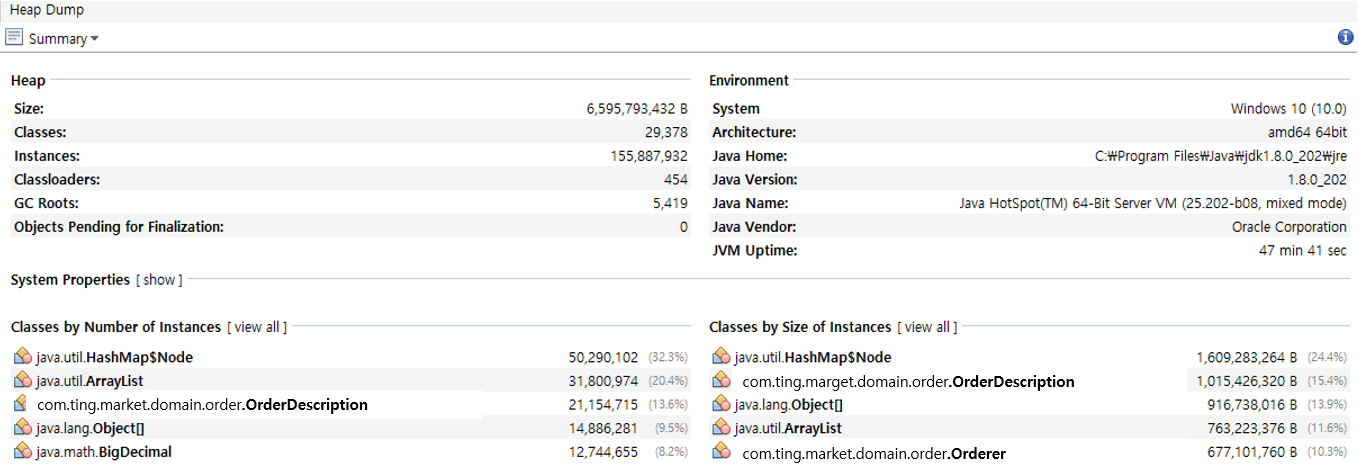 Heap Dump
Summary
Heap
Size: 6,595,793,432 B
Classes: 29,378
Instances: 155,887,932
Classloaders: 454
GC Roots: 5,419
Objects Pending for Finalization: 0
Environment
System Windows 10 (10.0)
Architecture: amd64 64bit
Java Home: C:₩Program Files₩Java₩jdk1.8.0_202₩jre
Java Version: 1.8.0_202
Java Name: Java HotSpot(TM) 64-Bit Server VM (25.202-b08, mixed mode)
Java Vendor: Oracle Corporation
JVM Uptime: 47 min 41 sec
System Properties [ show ]
Classes by Number of Instances [ view all ]
java.util.HashMap$Node 50,290,102 (32.3%)
java.util.ArrayList 31,800,974 (20.4%)
com.ting.market.domain.order.OrderDescription 21,154,715 (13.6%)
java.lang.Object[] 14,886,281 (9.5%)
java.math.BigDecimal 12,744,655 (8.2%)
Classes by Size of Instances [ view all ]
java.util.HashMap$Node 1,609,283,264 B (24.4%)
com.ting.marget.domain.order.OrderDescription 1,015,426,320 B (15.4%)
java.lang.Object[] 916,738,016 B (13.9%)
java.util.ArrayList 763,223,376 B (11.6%)
com.ting.market.domain.order.Orderer 677,101,760 B (10.3%)